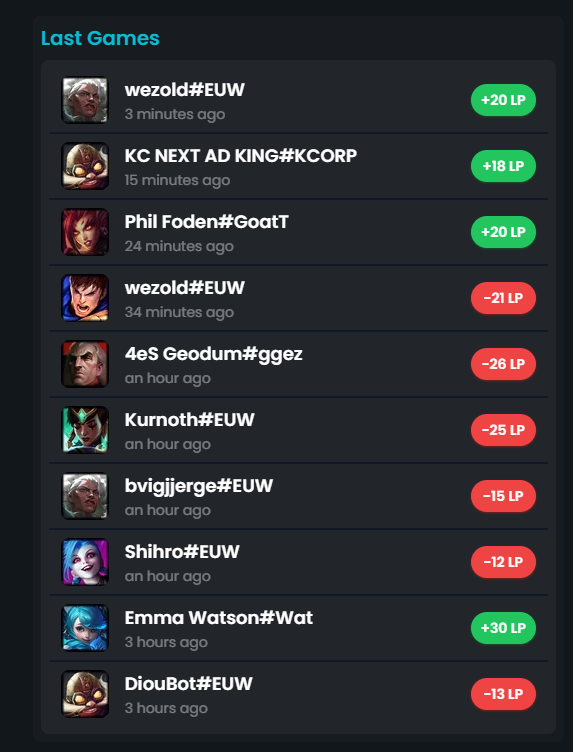 Last Games
wezold#EUW
3 minutes ago
+20 LP
KC NEXT AD KING#KCORP
15 minutes ago
+18 LP
Phil Foden#GoatT
24 minutes ago
+20 LP
wezold#EUW
34 minutes ago
-21 LP
4eS Geodum#ggez
an hour ago
-26 LP
Kurnoth#EUW
an hour ago
-25 LP
bvigjjerge#EUW
an hour ago
-15 LP
Shihro#EUW
an hour ago
-12 LP
Emma Watson#Wat
3 hours ago
+30 LP
DiouBot#EUW
3 hours ago
-13 LP